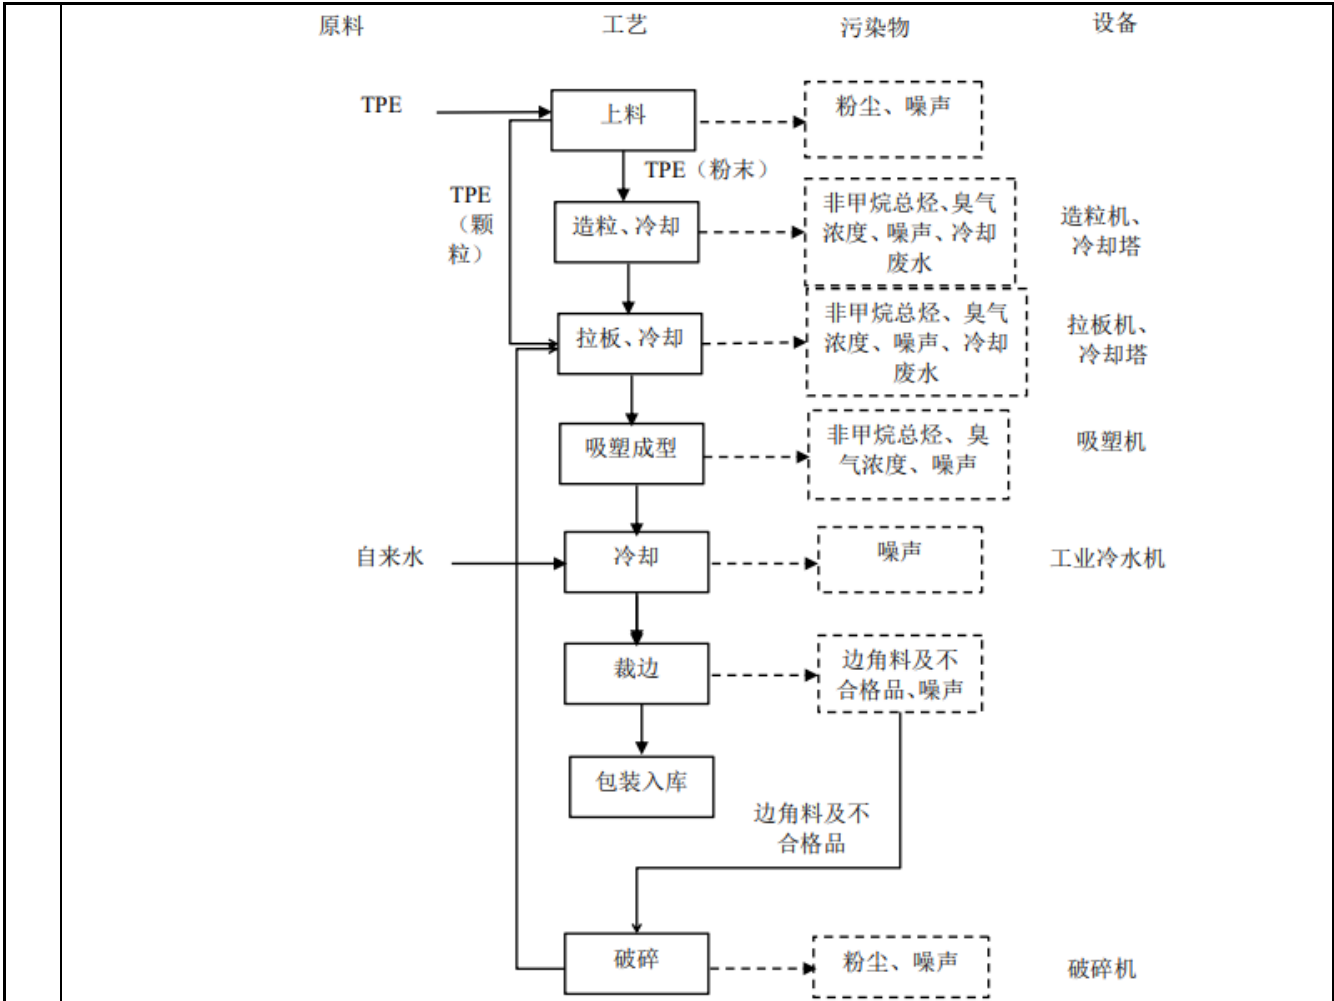 原料 工艺 污染物 设备
TPE
上料
粉尘、噪声
TPE（粉末）
TPE
（颗
粒）
造粒、冷却
非甲烷总烃、臭气
浓度、噪声、冷却
废水
造粒机、
冷却塔
拉板、冷却
非甲烷总烃、臭气
浓度、噪声、冷却
废水
拉板机、
冷却塔
吸塑成型
非甲烷总烃、臭
气浓度、噪声
吸塑机
自来水
冷却
噪声
工业冷水机
裁边
边角料及不
合格品、噪声
包装入库
边角料及不
合格品
破碎
粉尘、噪声
破碎机